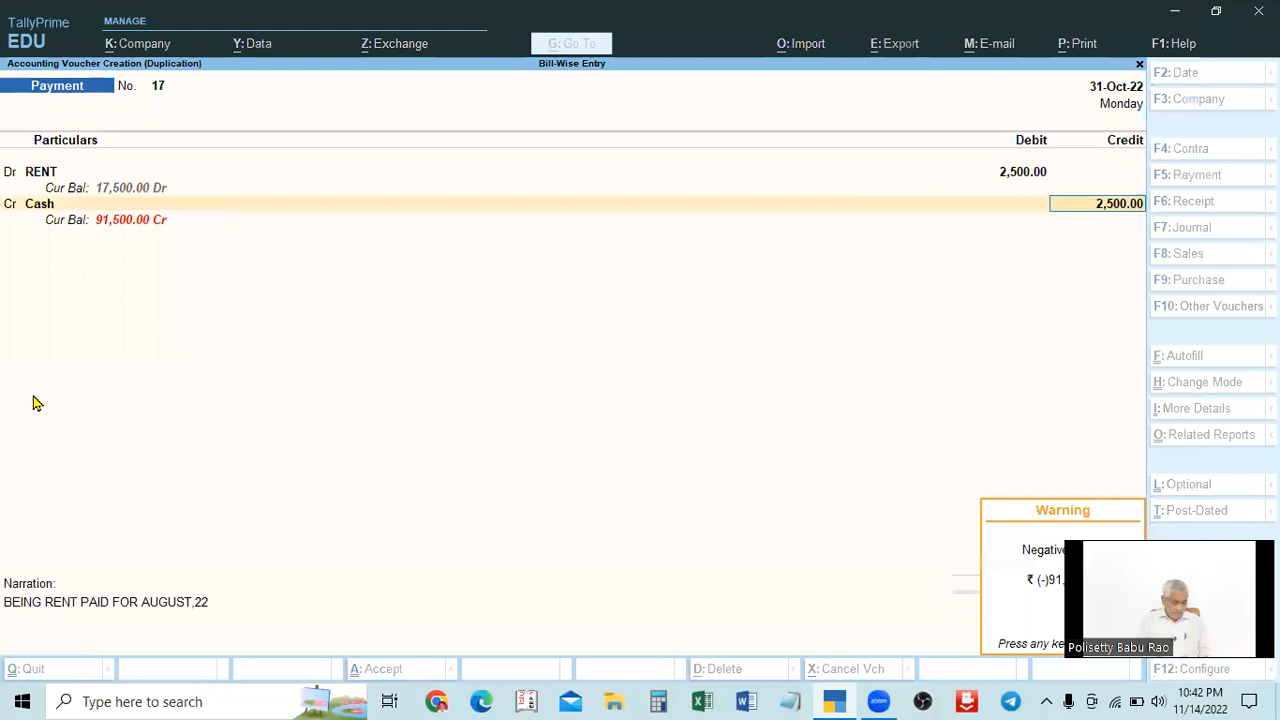 TallyPrime
EDU
MANAGE
K: Company
Y: Data
Z: Exchange
G: Go To
O: Import
E: Export
M: E-mail
P: Print
F1: Help
Accounting Voucher Creation (Duplication)
Bill-Wise Entry
Payment No. 17
31-Oct-22
Monday
Particulars
Debit
Credit
Dr RENT
2,500.00
Cur Bal: 17,500.00 Dr
Cr Cash
2,500.00
Cur Bal: 91,500.00 Cr
F2: Date
F3: Company
F4: Contra
F5: Payment
F6: Receipt
F7: Journal
F8: Sales
F9: Purchase
F10: Other Vouchers
F: Autofill
H: Change Mode
I: More Details
O: Related Reports
L: Optional
T: Post-Dated
Warning
₹ (-)91,
Press any
Polisetty Babu Rao
Narration:
BEING RENT PAID FOR AUGUST,22
Q: Quit
A: Accept
D: Delete
X: Cancel Vch
F12: Configure
Type here to search
zoom
10:42 PM
11/14/2022